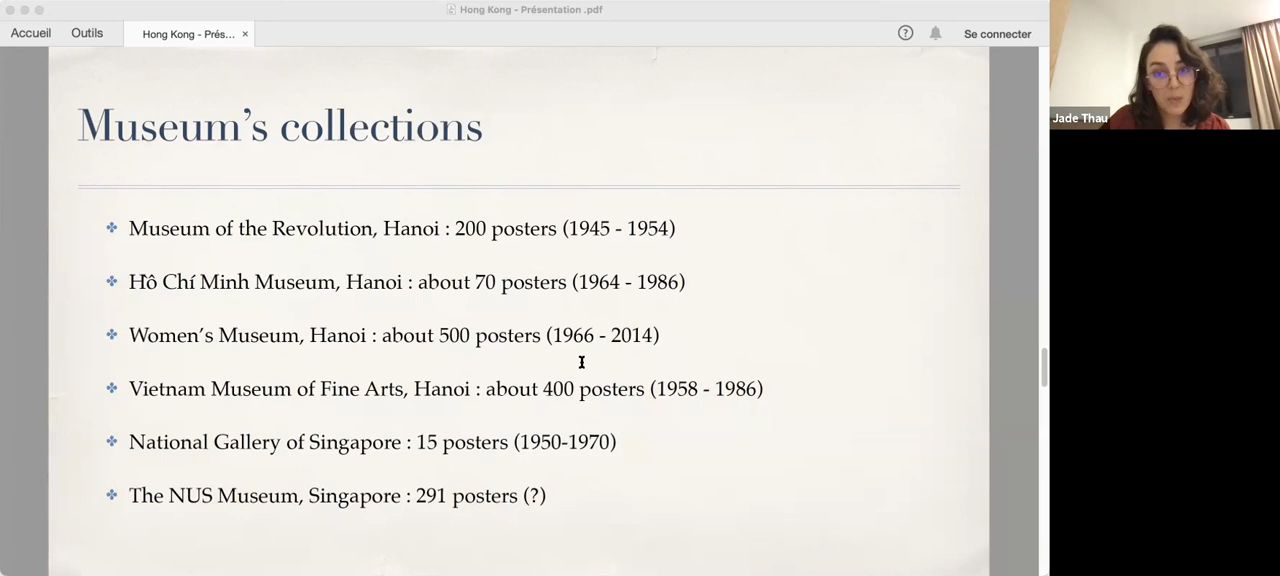 Hong Kong - Présentation .pdf
Accueil
Outils
Hong Kong - Prés...
×
?
Se connecter
Museum's collections
Museum of the Revolution, Hanoi : 200 posters (1945 - 1954)
Hồ Chí Minh Museum, Hanoi : about 70 posters (1964 - 1986)
Women's Museum, Hanoi : about 500 posters (1966 - 2014)
Vietnam Museum of Fine Arts, Hanoi : about 400 posters (1958 - 1986)
National Gallery of Singapore : 15 posters (1950-1970)
The NUS Museum, Singapore : 291 posters (?)
Jade Thau